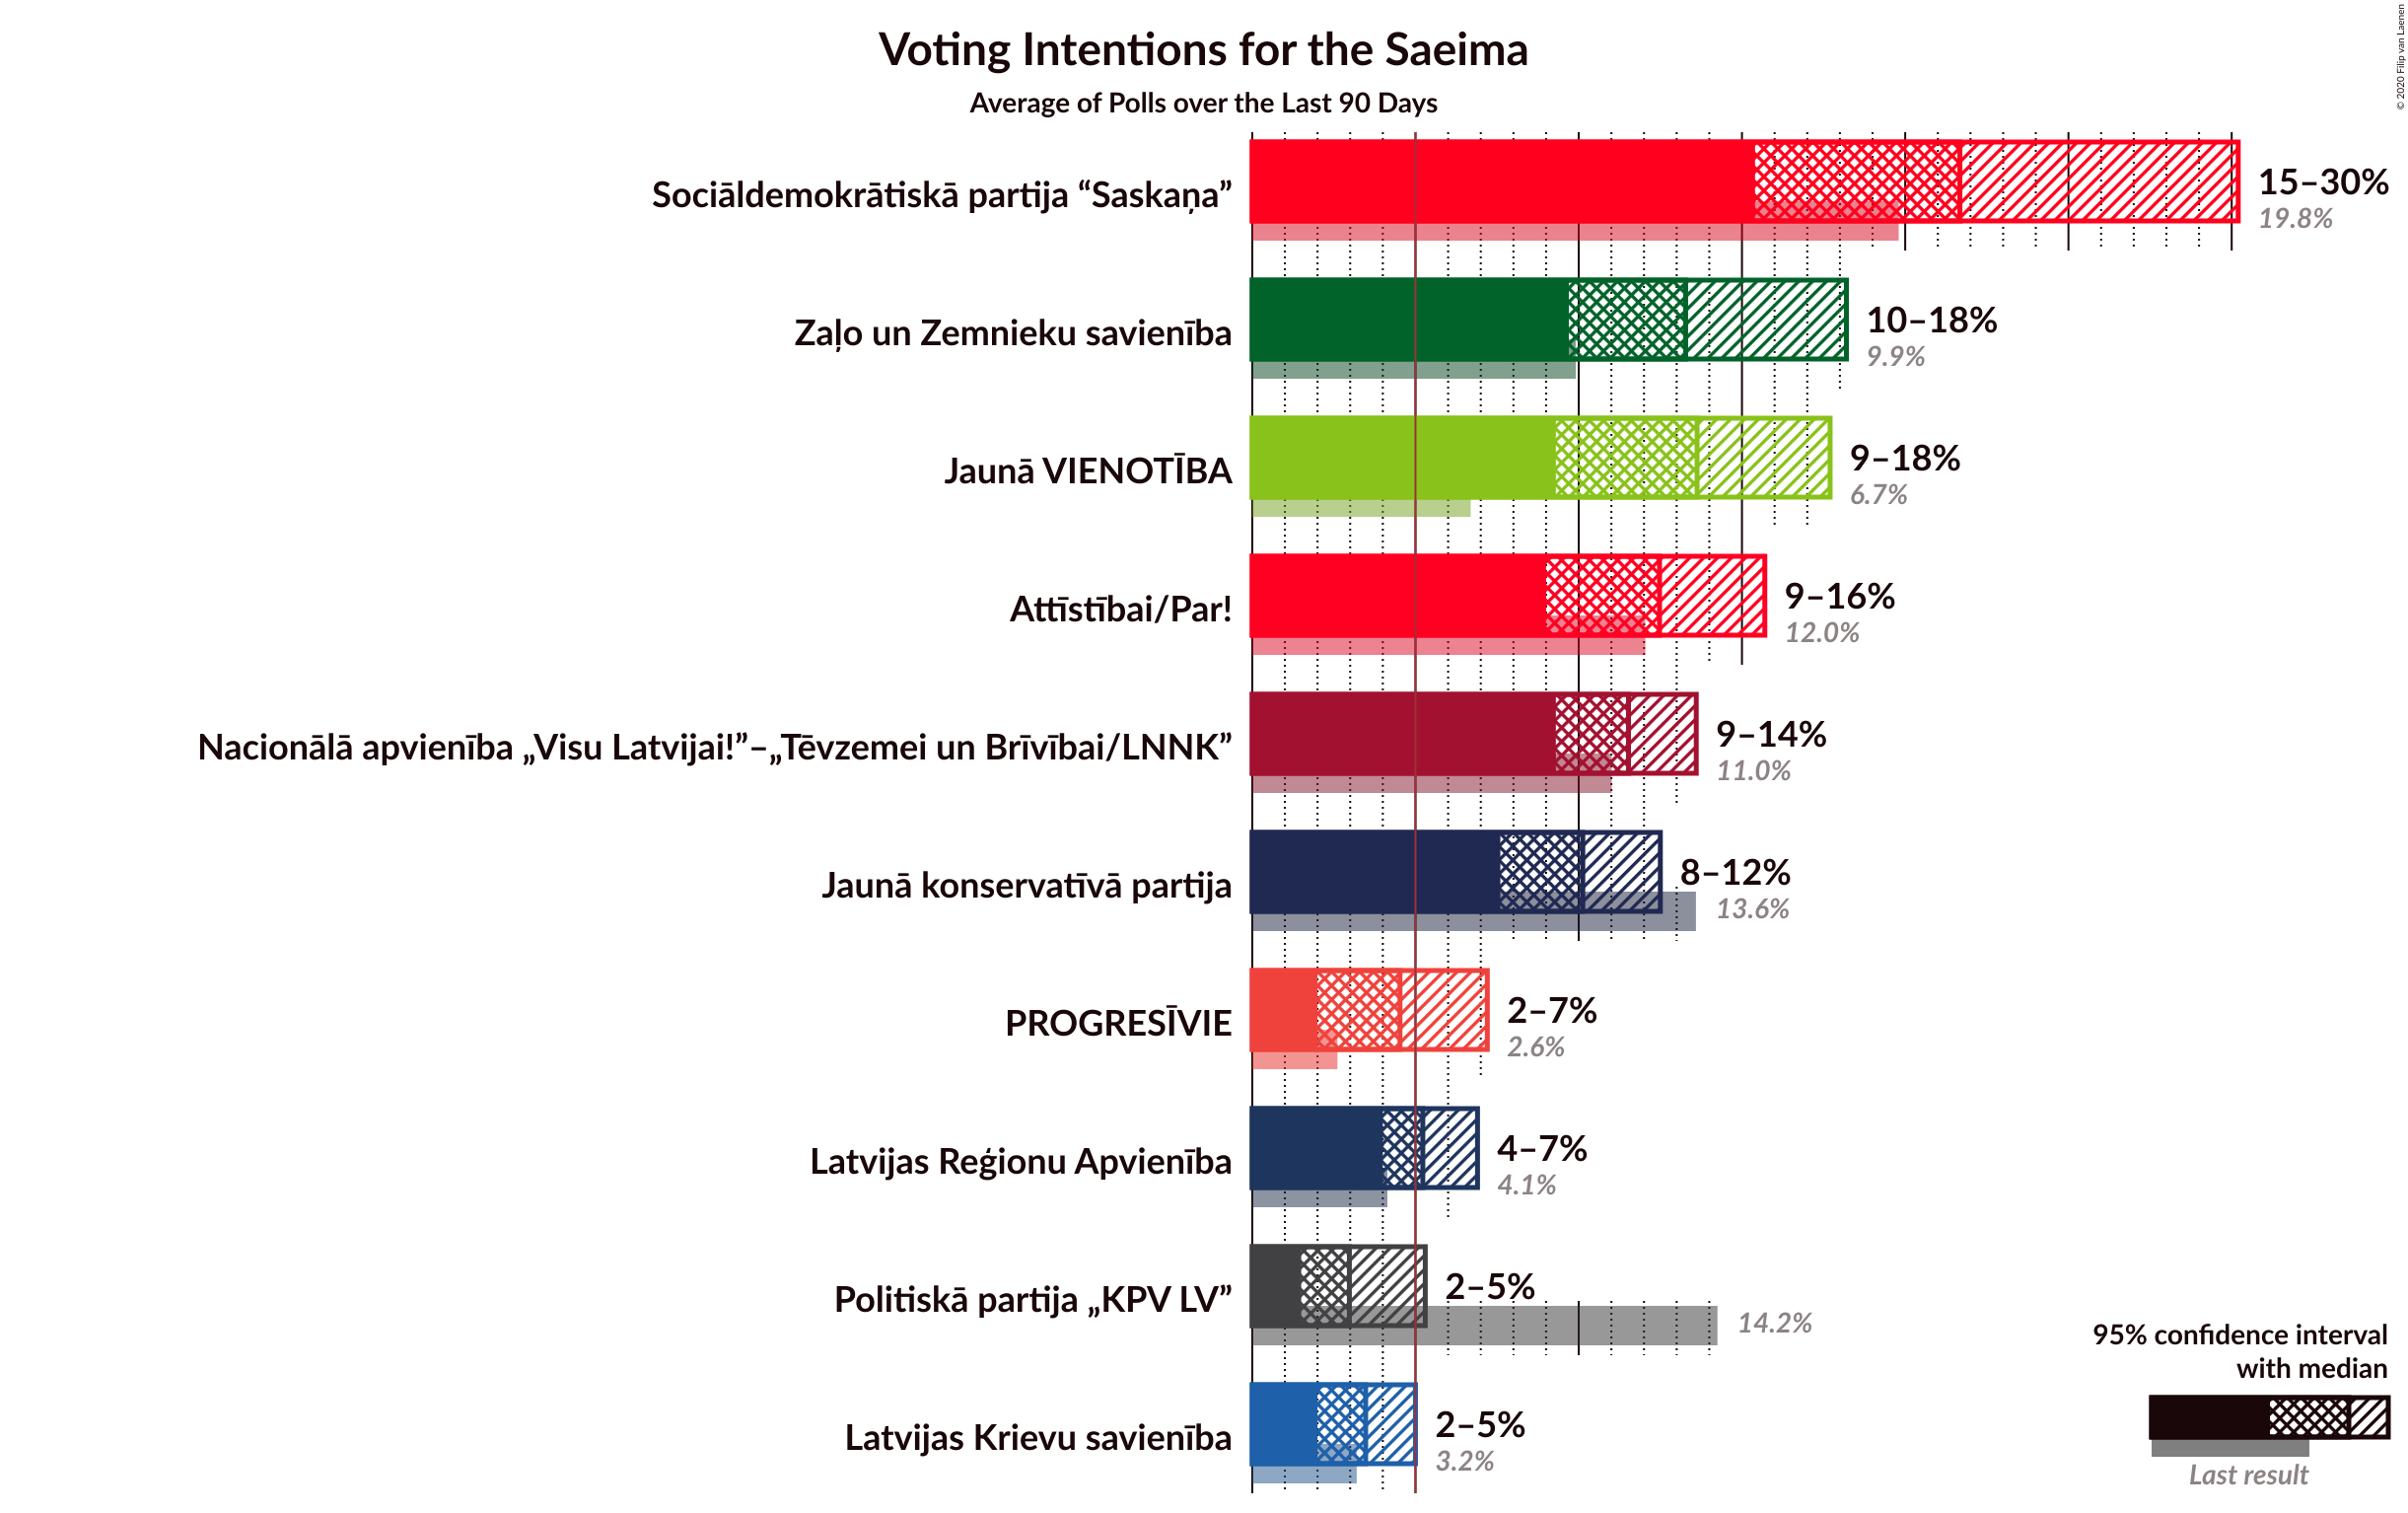 Voting Intentions for the Saeima
Average of Polls over the Last 90 Days
© 2020 Filip van Laenen
Sociāldemokrātiskā partija “Saskaņa”
15–30%
19.8%
Zaļo un Zemnieku savienība
10–18%
9.9%
Jaunā VIENOTĪBA
9–18%
6.7%
Attīstībai/Par!
9–16%
12.0%
Nacionālā apvienība „Visu Latvijai!”–„Tēvzemei un Brīvībai/LNNK”
9–14%
11.0%
Jaunā konservatīvā partija
8–12%
13.6%
PROGRESĪVIE
2–7%
2.6%
Latvijas Reģionu Apvienība
4–7%
4.1%
Politiskā partija „KPV LV”
2–5%
14.2%
Latvijas Krievu savienība
2–5%
3.2%
95% confidence interval
with median
Last result